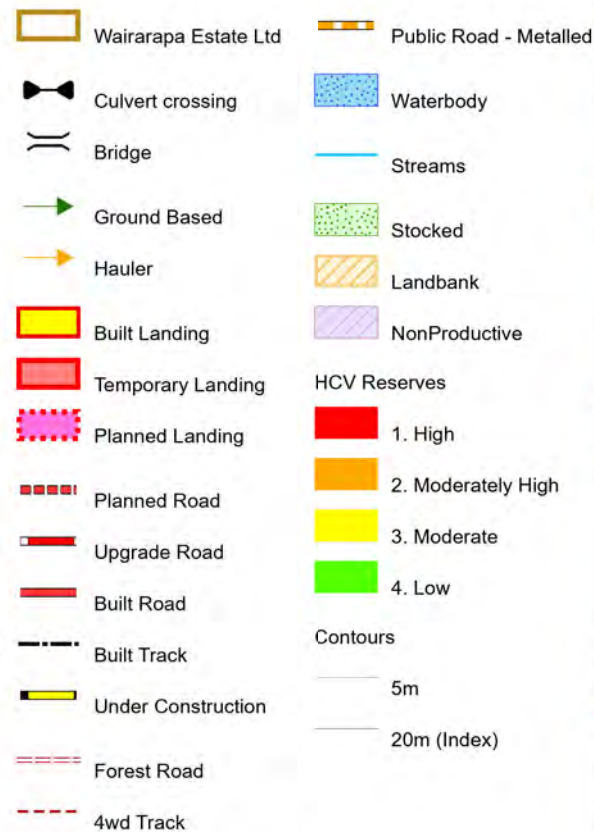 Wairarapa Estate Ltd
Culvert crossing
Bridge
Ground Based
Hauler
Built Landing
Temporary Landing
Planned Landing
Planned Road
Upgrade Road
Built Road
Built Track
Under Construction
Forest Road
4wd Track
Public Road - Metalled
Waterbody
Streams
Stocked
Landbank
NonProductive
HCV Reserves
1. High
2. Moderately High
3. Moderate
4. Low
Contours
5m
20m (Index)